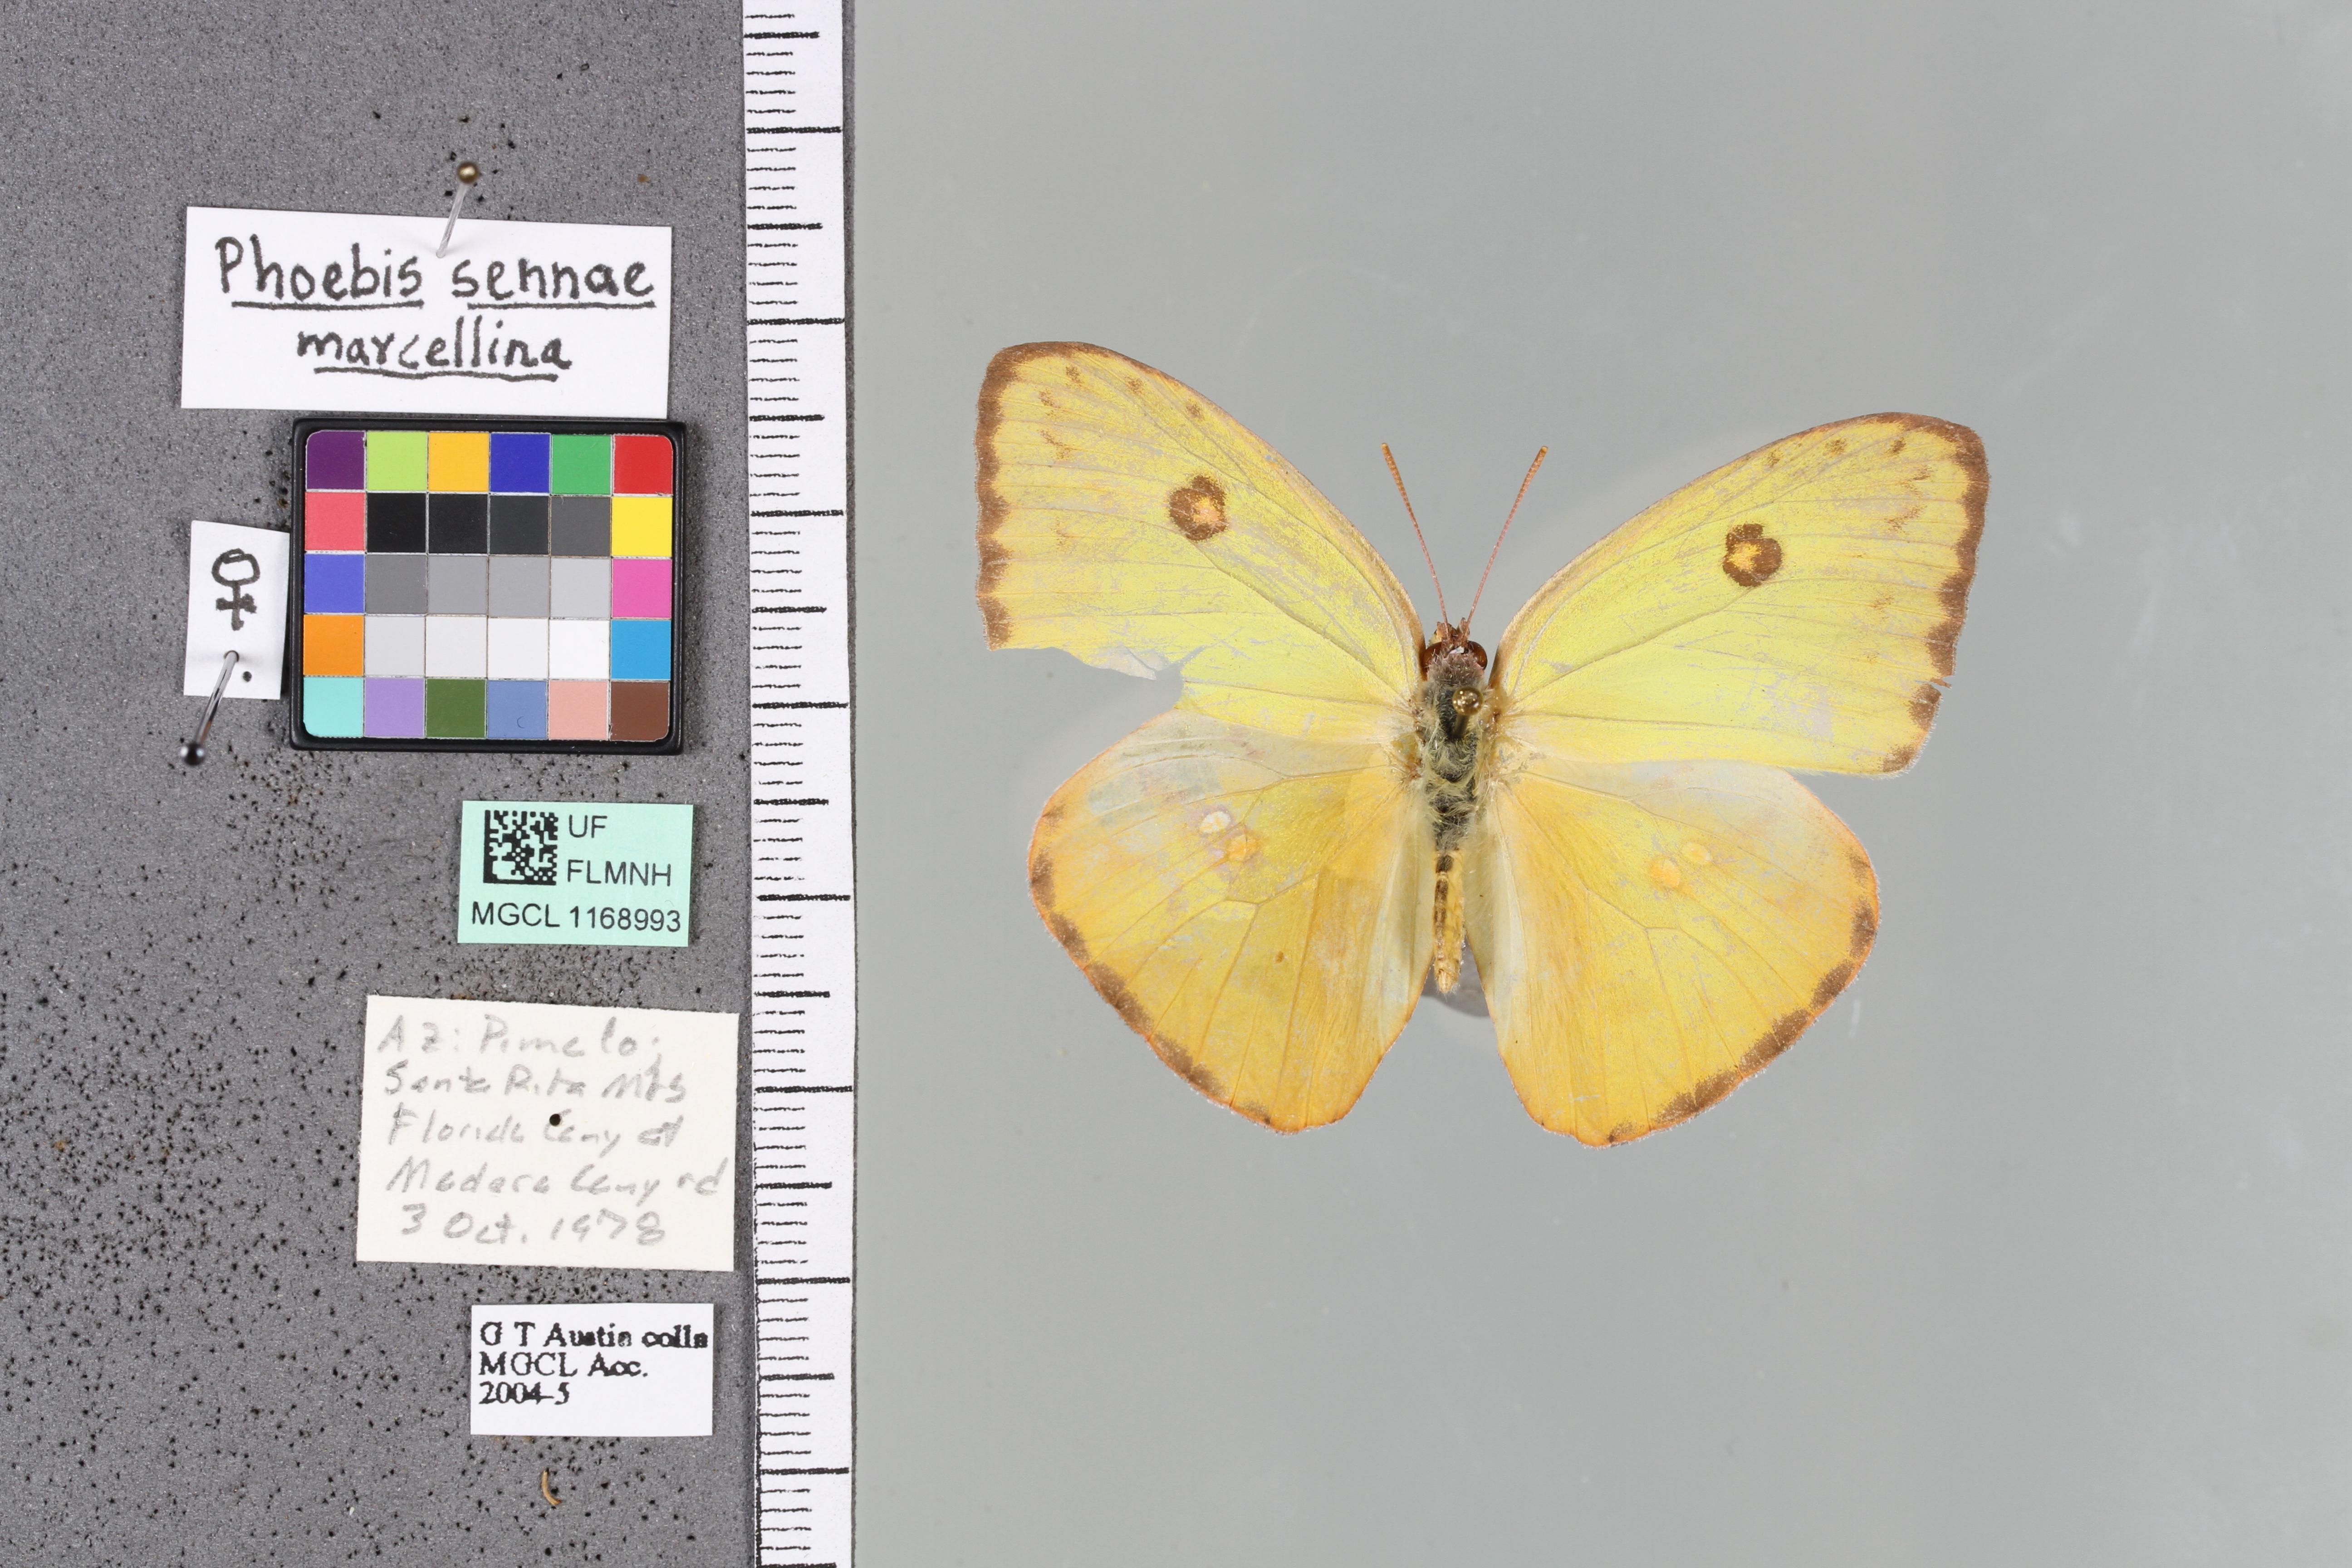 Phoebis sennae
marcellina
♀
UF
FLMNH
MGCL 1168993
AZ: Pima Co;
Santa Rita Mts
Florida Cany at
Madera Cany rd
3 Oct. 1978
G T Austin colln
MGCL Acc.
2004-5